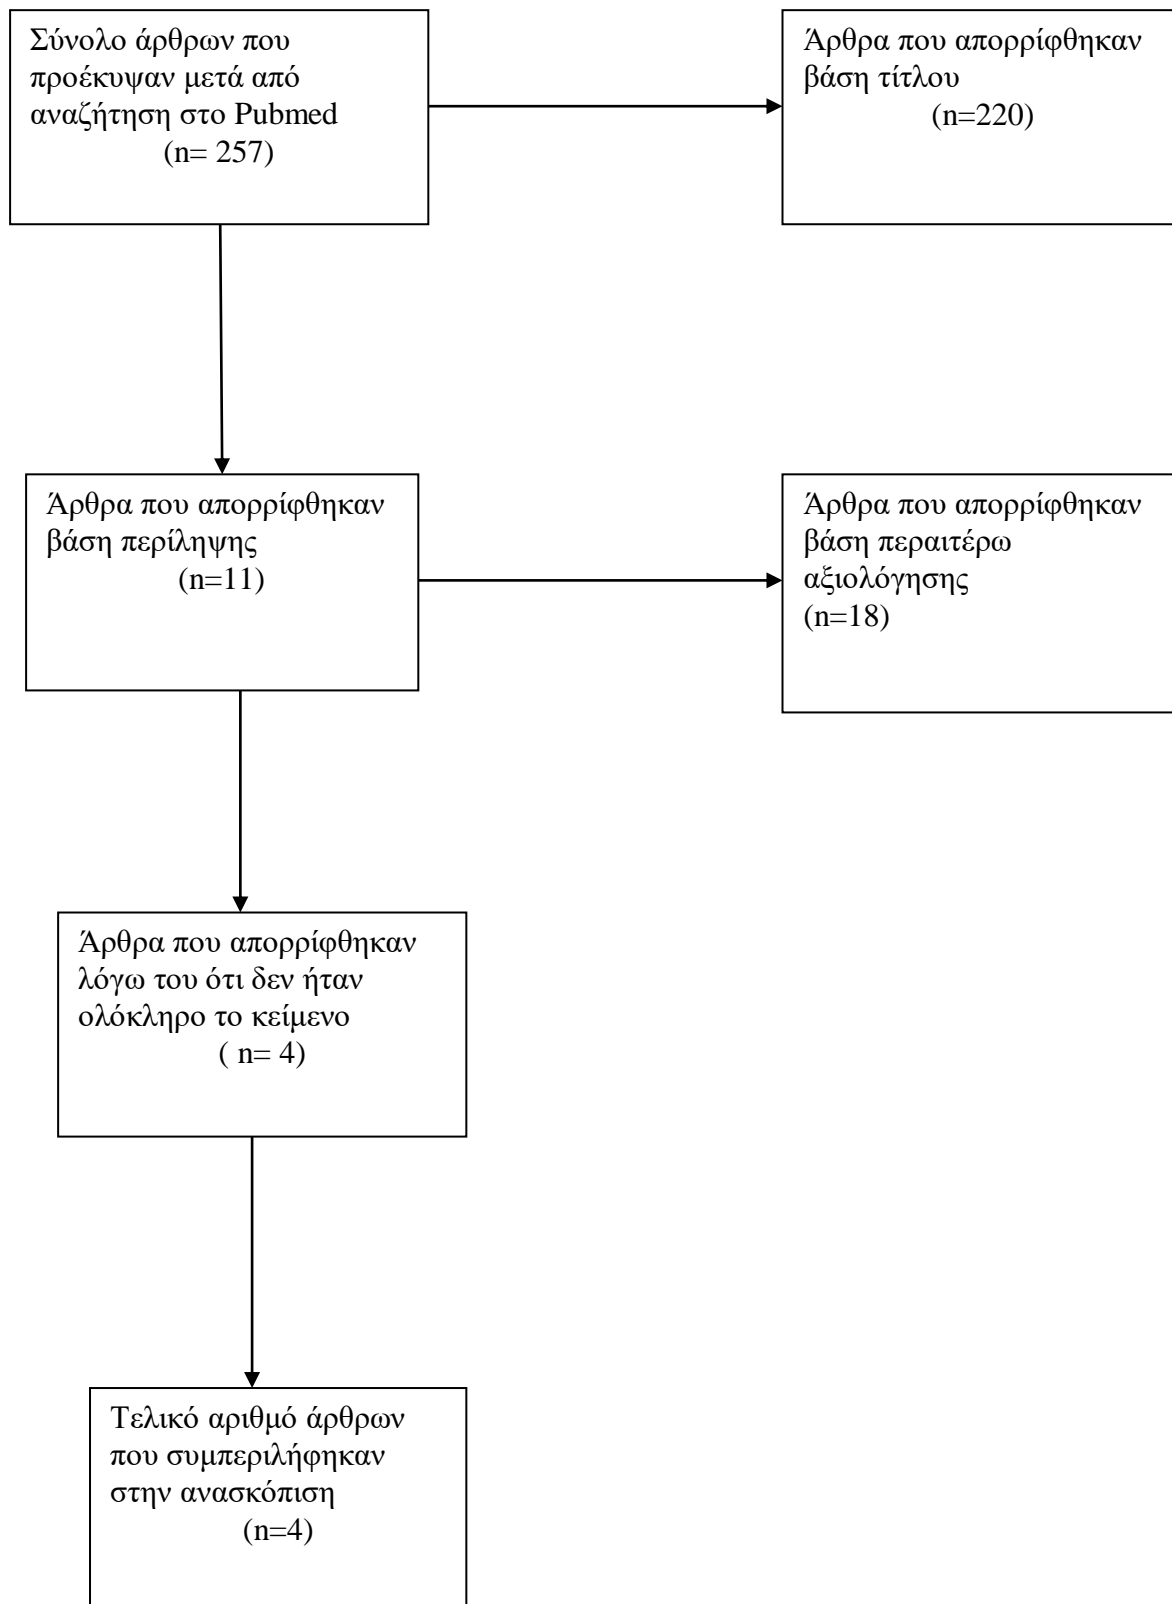 Σύνολο άρθρων που
προέκυψαν μετά από
αναζήτηση στο Pubmed
(n= 257)
Άρθρα που απορρίφθηκαν
βάση τίτλου
(n=220)
Άρθρα που απορρίφθηκαν
βάση περίληψης
(n=11)
Άρθρα που απορρίφθηκαν
βάση περαιτέρω
αξιολόγησης
(n=18)
Άρθρα που απορρίφθηκαν
λόγω του ότι δεν ήταν
ολόκληρο το κείμενο
( n= 4)
Τελικό αριθμό άρθρων
που συμπεριλήφηκαν
στην ανασκόπιση
(n=4)